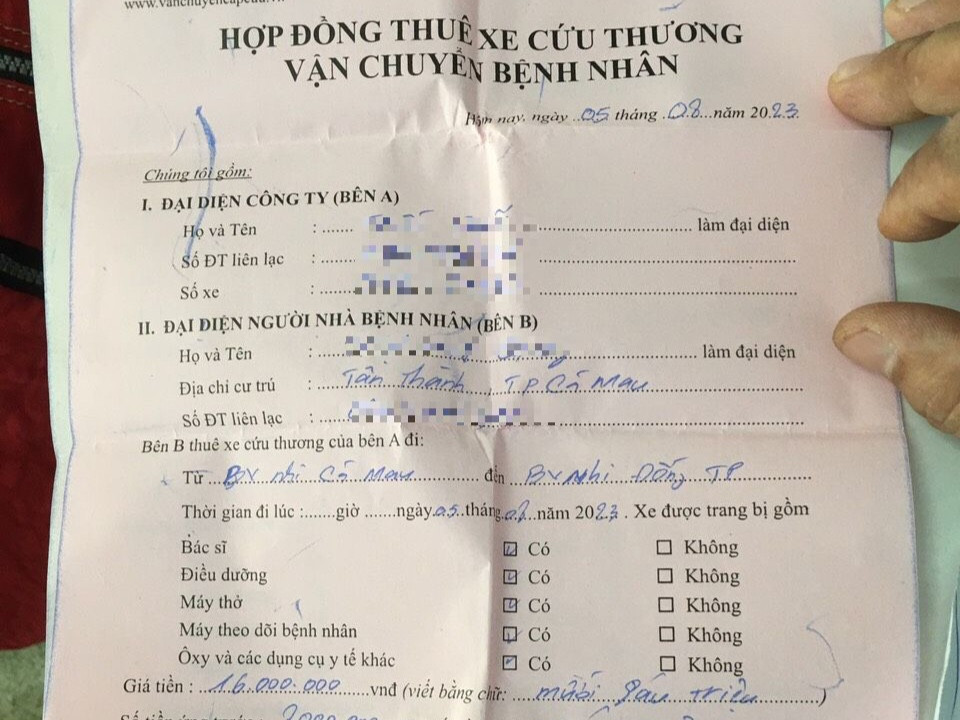 www.vanchuyencapcuu.
HỢP ĐỒNG THUÊ XE CỨU THƯƠNG
VẬN CHUYỂN BỆNH NHÂN
Hôm nay, ngày ..05 tháng .08...năm 2023
Chúng tôi gồm:
I. ĐẠI DIỆN CÔNG TY (BÊN A)
Họ và Tên : ................. làm đại diện
Số ĐT liên lạc : .................
Số xe : .................
II. ĐẠI DIỆN NGƯỜI NHÀ BỆNH NHÂN (BÊN B)
Họ và Tên : ................. làm đại diện
Địa chỉ cư trú : Tân Thành, TP. Cà Mau
Số ĐT liên lạc : .................
Bên B thuê xe cứu thương của bên A đi:
Từ ...BV nhi Cà Mau ........ đến ...BV Nhi Đồng TP..........
Thời gian đi lúc :......giờ ......ngày 05 tháng 08 năm 2023 . Xe được trang bị gồm
Bác sĩ ☑ Có ☐ Không
Điều dưỡng ☑ Có ☐ Không
Máy thở ☑ Có ☐ Không
Máy theo dõi bệnh nhân ☑ Có ☐ Không
Ôxy và các dụng cụ y tế khác ☑ Có ☐ Không
Giá tiền : ..16.000.000......vnđ (viết bằng chữ: ...mười sáu triệu............)